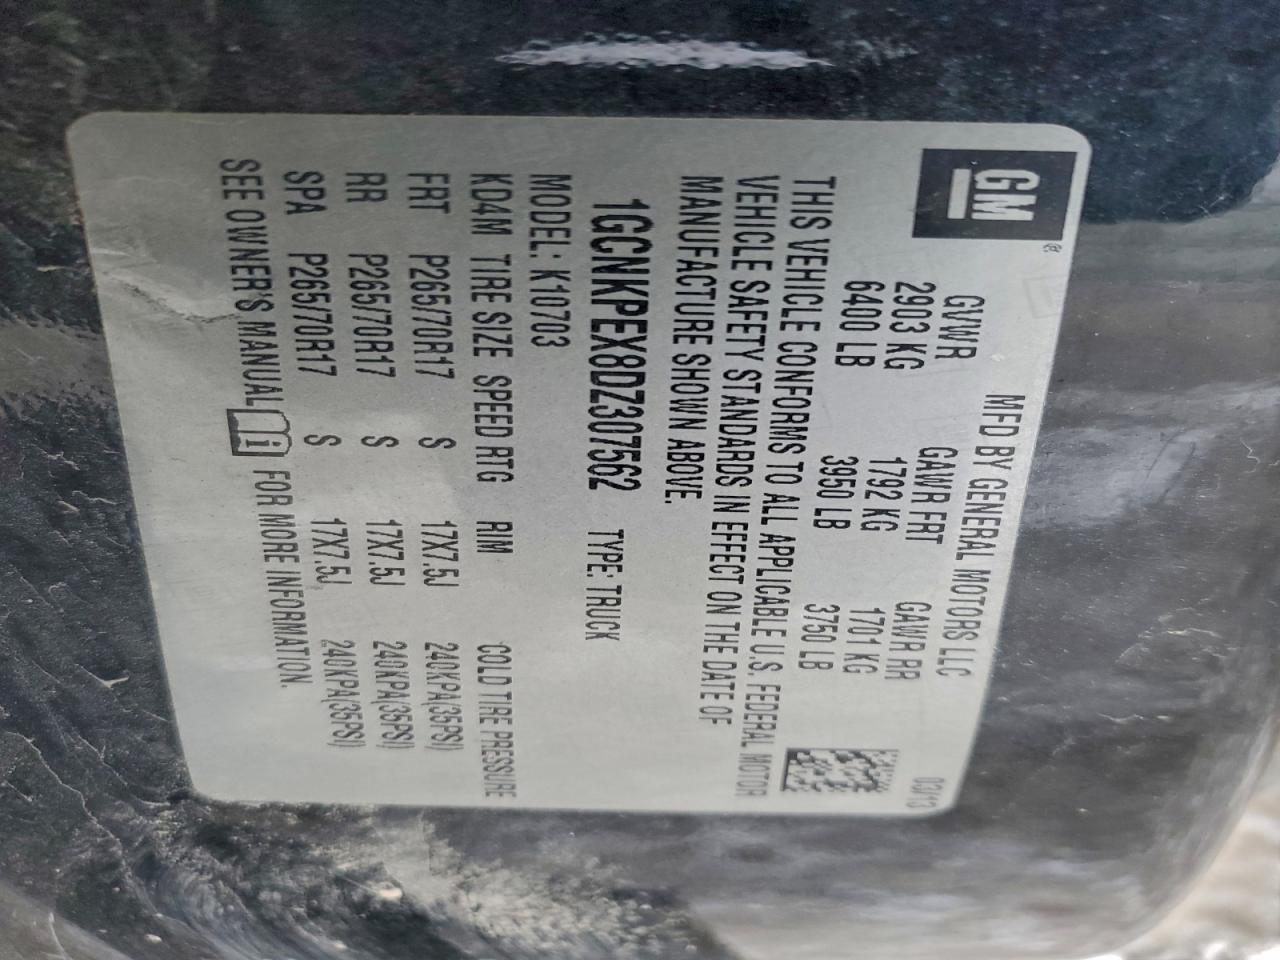 GM
MFD BY GENERAL MOTORS LLC 03/13
GVWR GAWR FRT GAWR RR
2903 KG 1792 KG 1701 KG
6400 LB 3950 LB 3750 LB
THIS VEHICLE CONFORMS TO ALL APPLICABLE U.S. FEDERAL MOTOR
VEHICLE SAFETY STANDARDS IN EFFECT ON THE DATE OF
MANUFACTURE SHOWN ABOVE.
1GCNKPEX8DZ307562 TYPE: TRUCK
MODEL: K10703
KD4M TIRE SIZE SPEED RTG RIM COLD TIRE PRESSURE
FRT P265/70R17 S 17X7.5J 240KPA(35PSI)
RR P265/70R17 S 17X7.5J 240KPA(35PSI)
SPA P265/70R17 S 17X7.5J 240KPA(35PSI)
SEE OWNER'S MANUAL i FOR MORE INFORMATION.